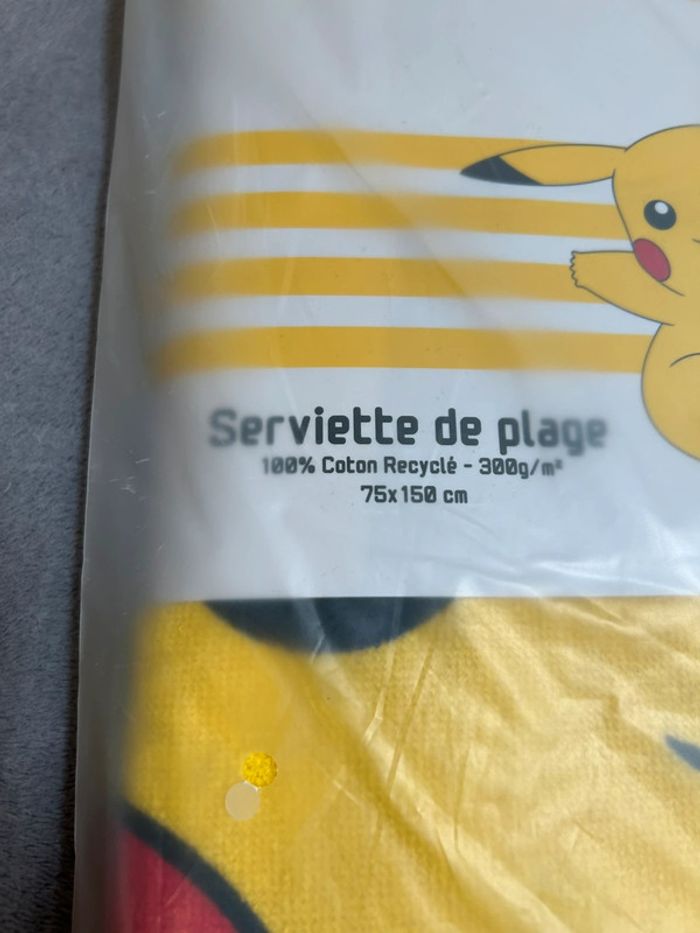 Serviette de plage
100% Coton Recyclé - 300g/m²
75x150 cm